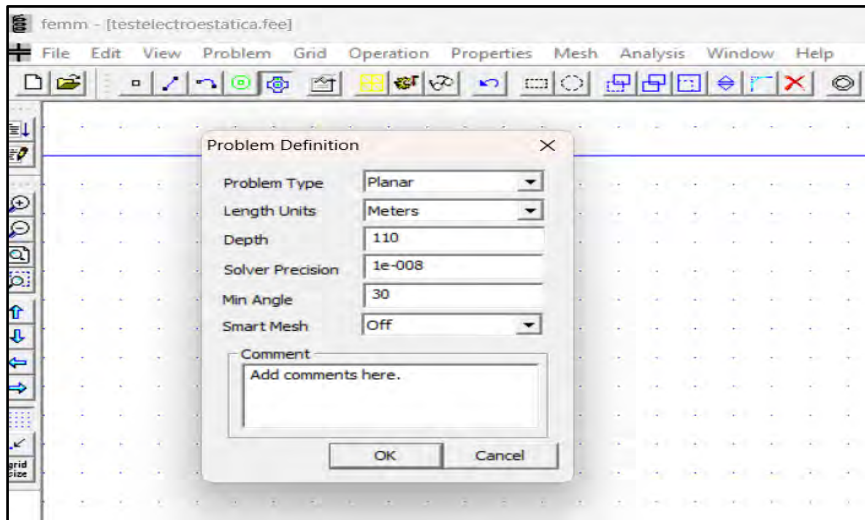 femm - [testelectroestatica.fee]
File Edit View Problem Grid Operation Properties Mesh Analysis Window Help
Problem Definition
Problem Type Planar
Length Units Meters
Depth 110
Solver Precision 1e-008
Min Angle 30
Smart Mesh Off
Comment
Add comments here.
OK Cancel
grid
size